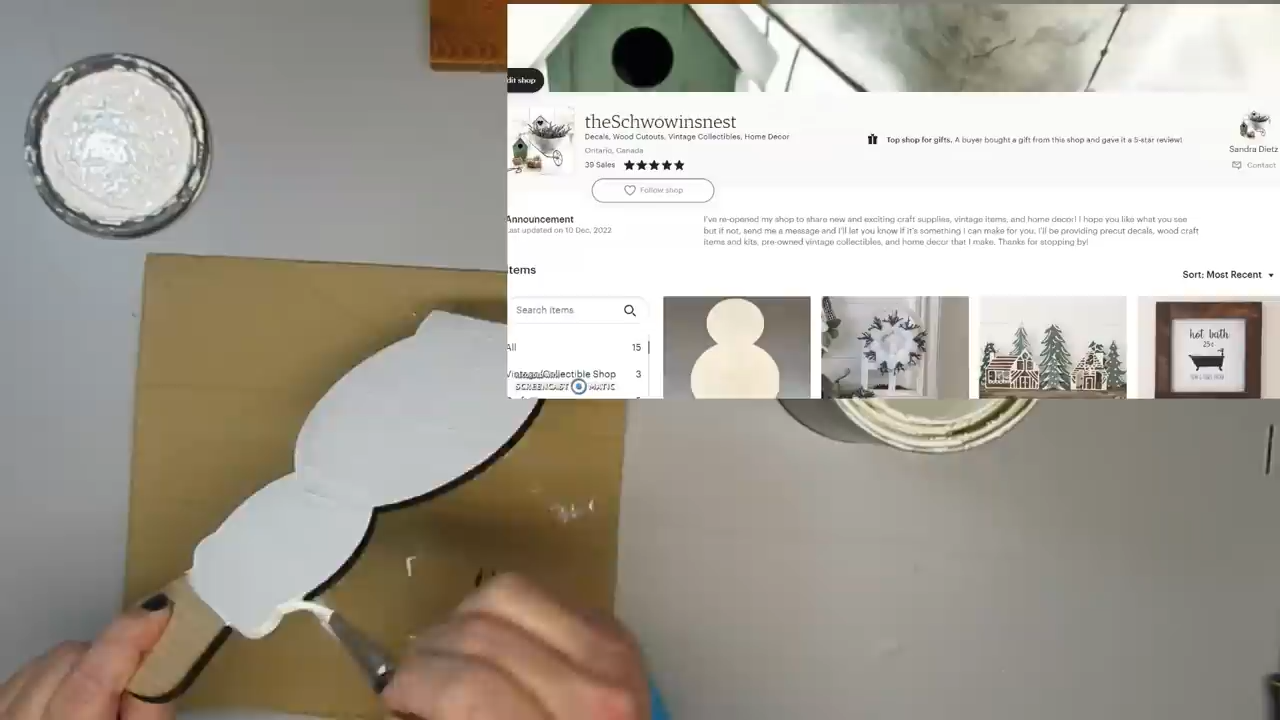 dit shop
theSchwowinsnest
Decals, Wood Cutouts, Vintage Collectibles, Home Decor
Ontario, Canada
39 Sales
Follow shop
Top shop for gifts. A buyer bought a gift from this shop and gave it a 5-star review!
Sandra Dietz
Contact
Announcement
Last updated on 10 Dec, 2022
I've re-opened my shop to share new and exciting craft supplies, vintage items, and home decor! I hope you like what you see
but if not, send me a message and I'll let you know if it's something I can make for you. I'll be providing precut decals, wood craft
items and kits, pre-owned vintage collectibles, and home decor that I make. Thanks for stopping by!
tems
Sort: Most Recent
Search items
All 15
Vintage/Collectible Shop 3
SCREENCAST MATIC
hot bath
25¢